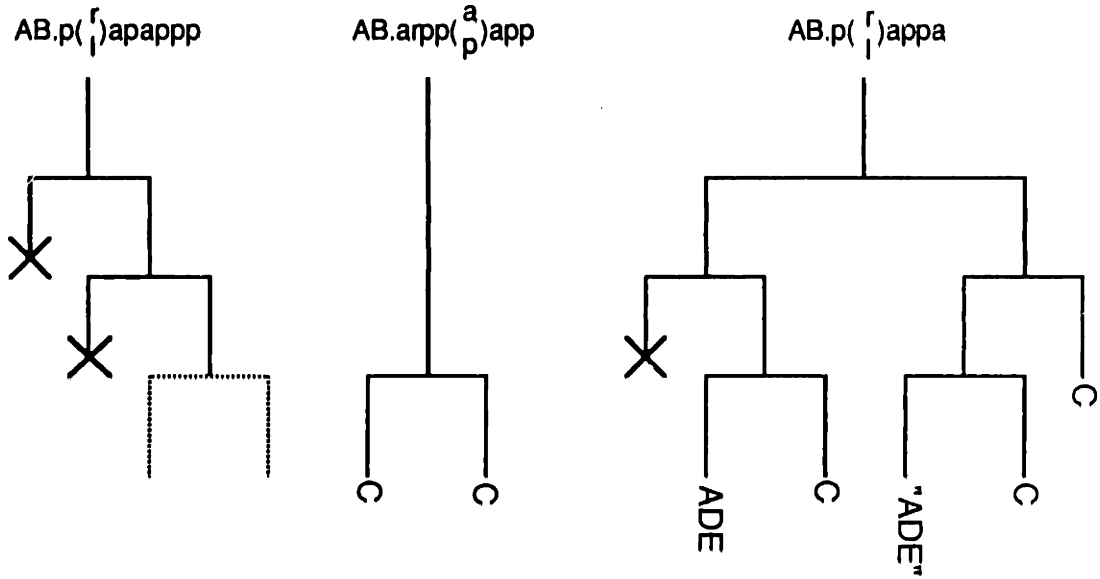 AB.p(r/l)apappp
AB.arpp(a/p)app
AB.p(r/l)appa
C
C
C
ADE
C
"ADE"
C